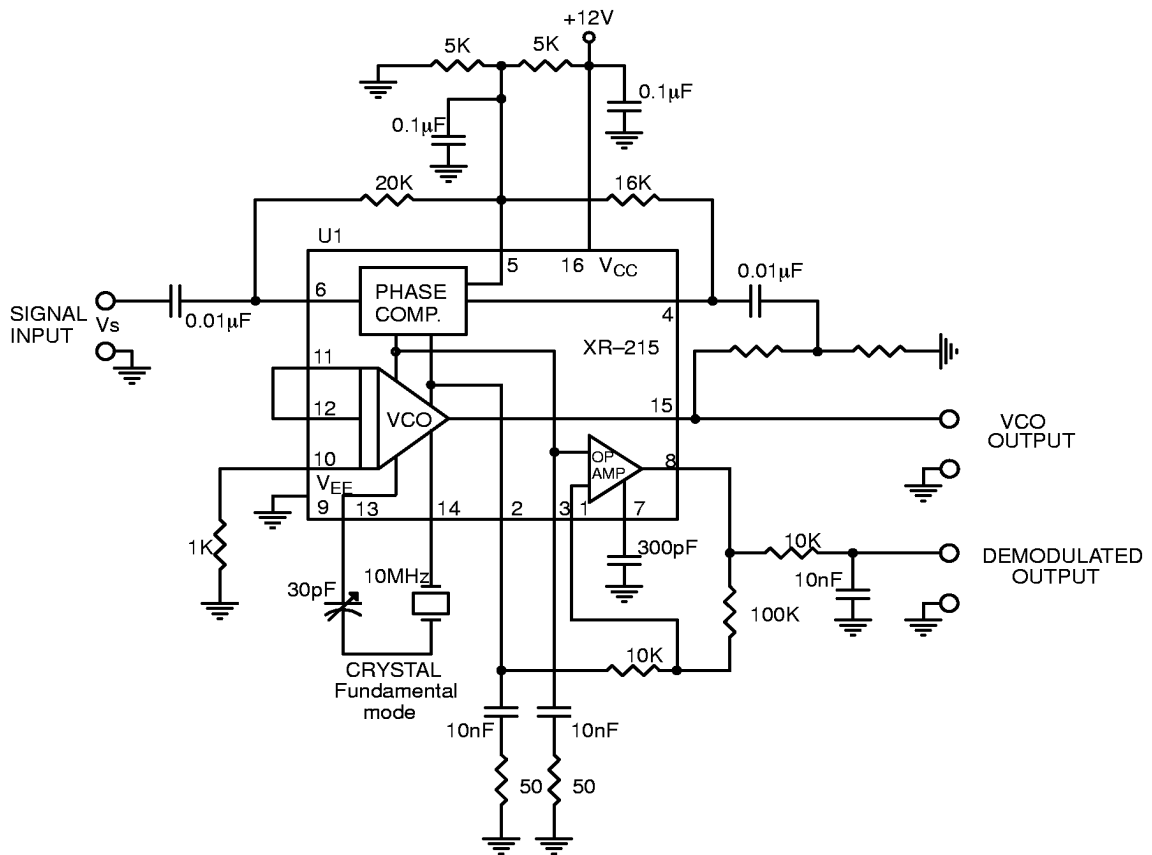 +12V
5K
5K
0.1µF
0.1µF
20K
16K
U1
5
16
VCC
0.01µF
6
PHASE
COMP.
4
SIGNAL
INPUT
Vs
0.01µF
XR–215
11
12
VCO
15
VCO
OUTPUT
10
OP
AMP
8
VEE
9
13
14
2
3
1
7
1K
300pF
10K
DEMODULATED
OUTPUT
10nF
30pF
10MHz
100K
10K
CRYSTAL
Fundamental
mode
10nF
10nF
50
50